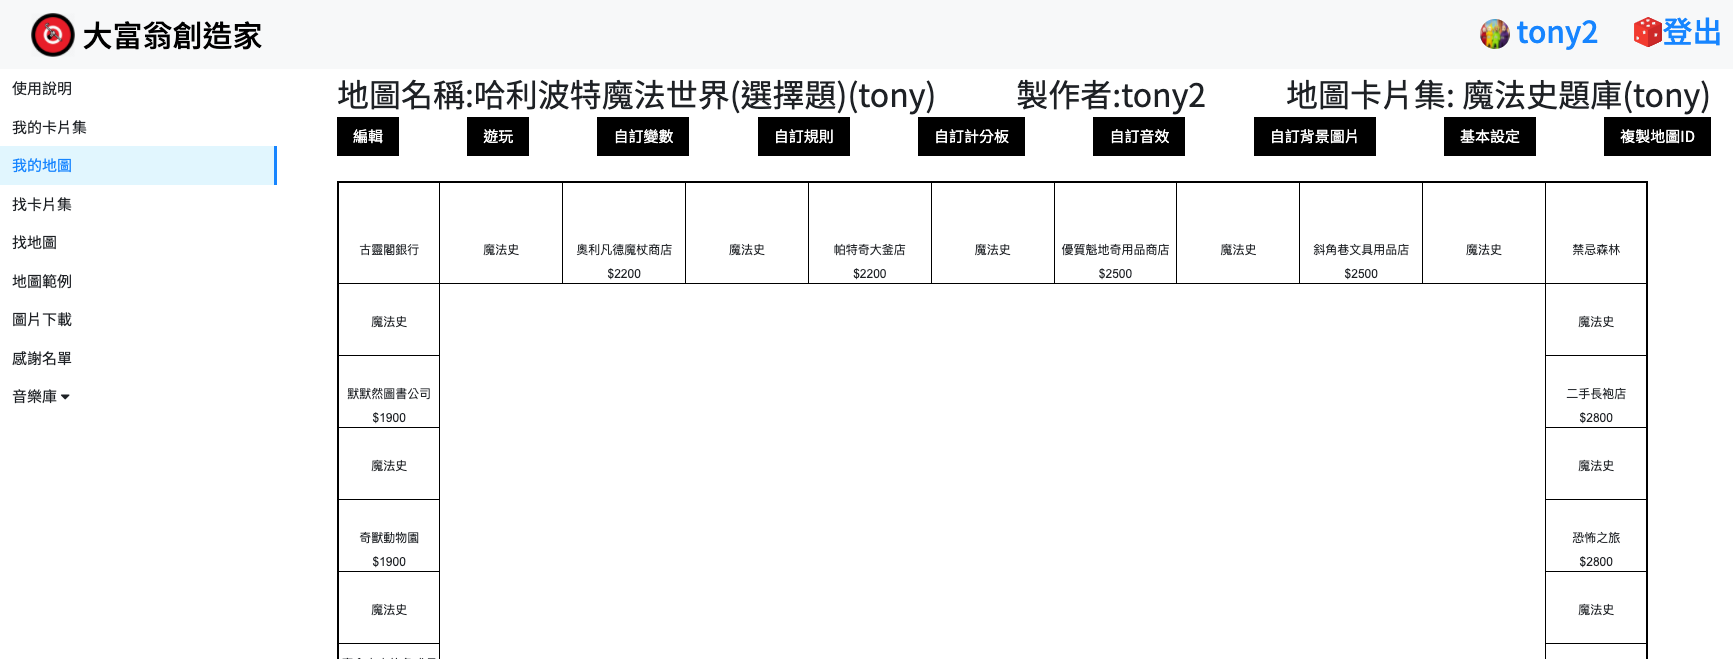 大富翁創造家
tony2
登出
使用說明
我的卡片集
我的地圖
找卡片集
找地圖
地圖範例
圖片下載
感謝名單
音樂庫
地圖名稱:哈利波特魔法世界(選擇題)(tony) 製作者:tony2 地圖卡片集: 魔法史題庫(tony)
編輯 遊玩 自訂變數 自訂規則 自訂計分板 自訂音效 自訂背景圖片 基本設定 複製地圖ID
古靈閣銀行 魔法史 奧利凡德魔杖商店 魔法史 帕特奇大釜店 魔法史 優質魁地奇用品商店 魔法史 斜角巷文具用品店 魔法史 禁忌森林
$2200 $2200 $2500 $2500
魔法史 魔法史
默默然圖書公司 二手長袍店
$1900 $2800
魔法史 魔法史
奇獸動物園 恐怖之旅
$1900 $2800
魔法史 魔法史